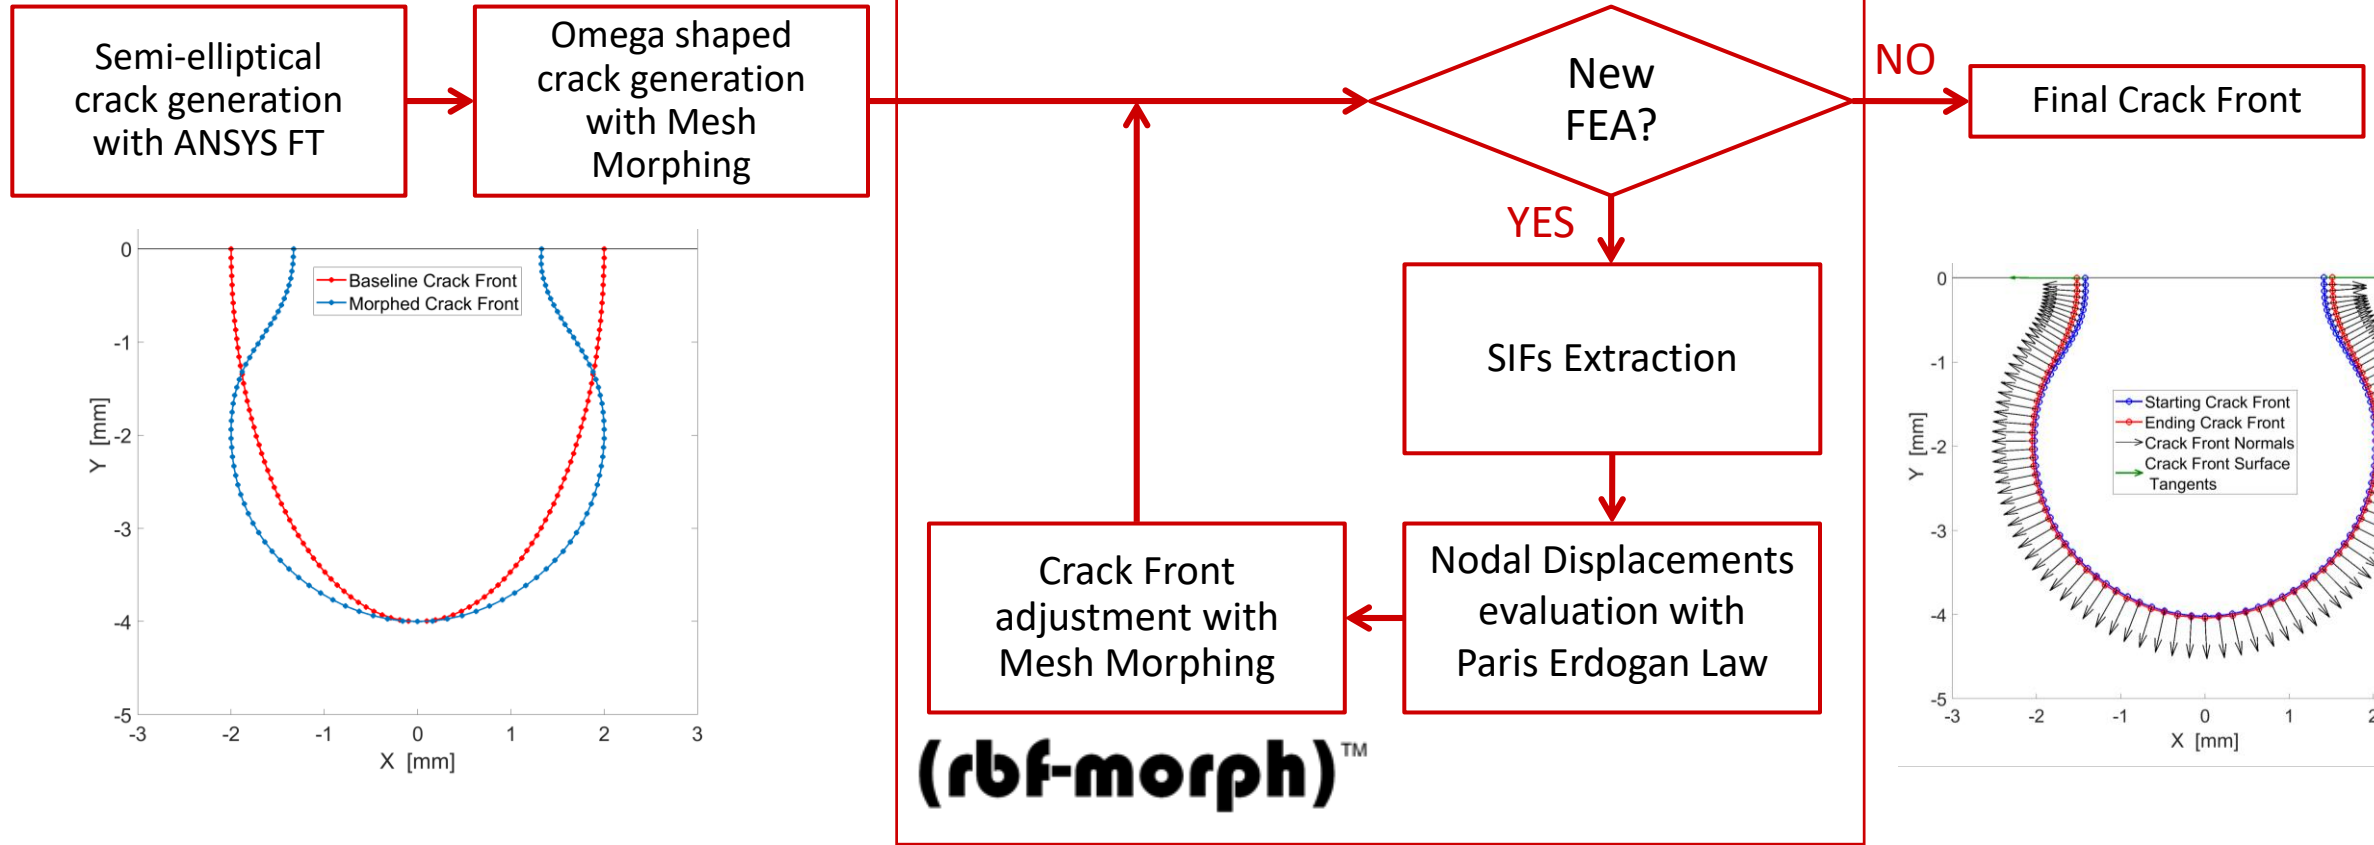 Semi-elliptical
crack generation
with ANSYS FT
Omega shaped
crack generation
with Mesh
Morphing
New
FEA?
NO
Final Crack Front
YES
SIFs Extraction
Nodal Displacements
evaluation with
Paris Erdogan Law
Crack Front
adjustment with
Mesh Morphing
(rbf-morph)™
0
-1
-2
-3
-4
-5
Y [mm]
-3 -2 -1 0 1 2 3
X [mm]
Baseline Crack Front
Morphed Crack Front
0
-1
-2
-3
-4
-5
Y [mm]
-3 -2 -1 0 1 2
X [mm]
Starting Crack Front
Ending Crack Front
Crack Front Normals
Crack Front Surface
Tangents